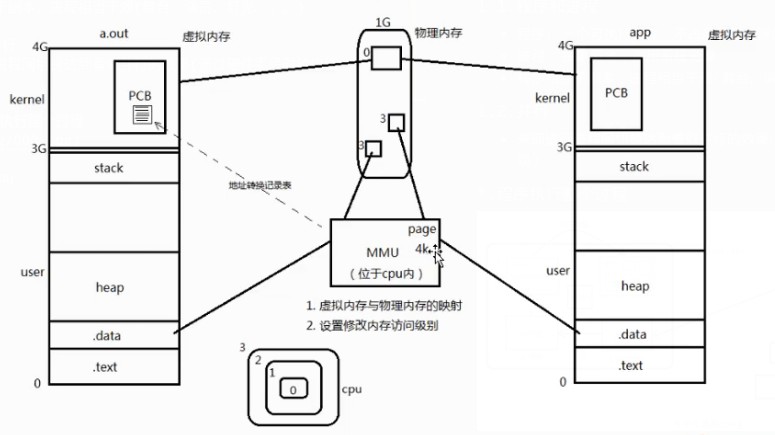 a.out
虚拟内存
4G
kernel
PCB
3G
stack
user
heap
.data
.text
0
地址转换记录表
1G
物理内存
0
3
3
page
4k
MMU
（位于cpu内）
1. 虚拟内存与物理内存的映射
2. 设置修改内存访问级别
3
2
1
0
cpu
app
虚拟内存
4G
kernel
PCB
3G
stack
user
heap
.data
.text
0